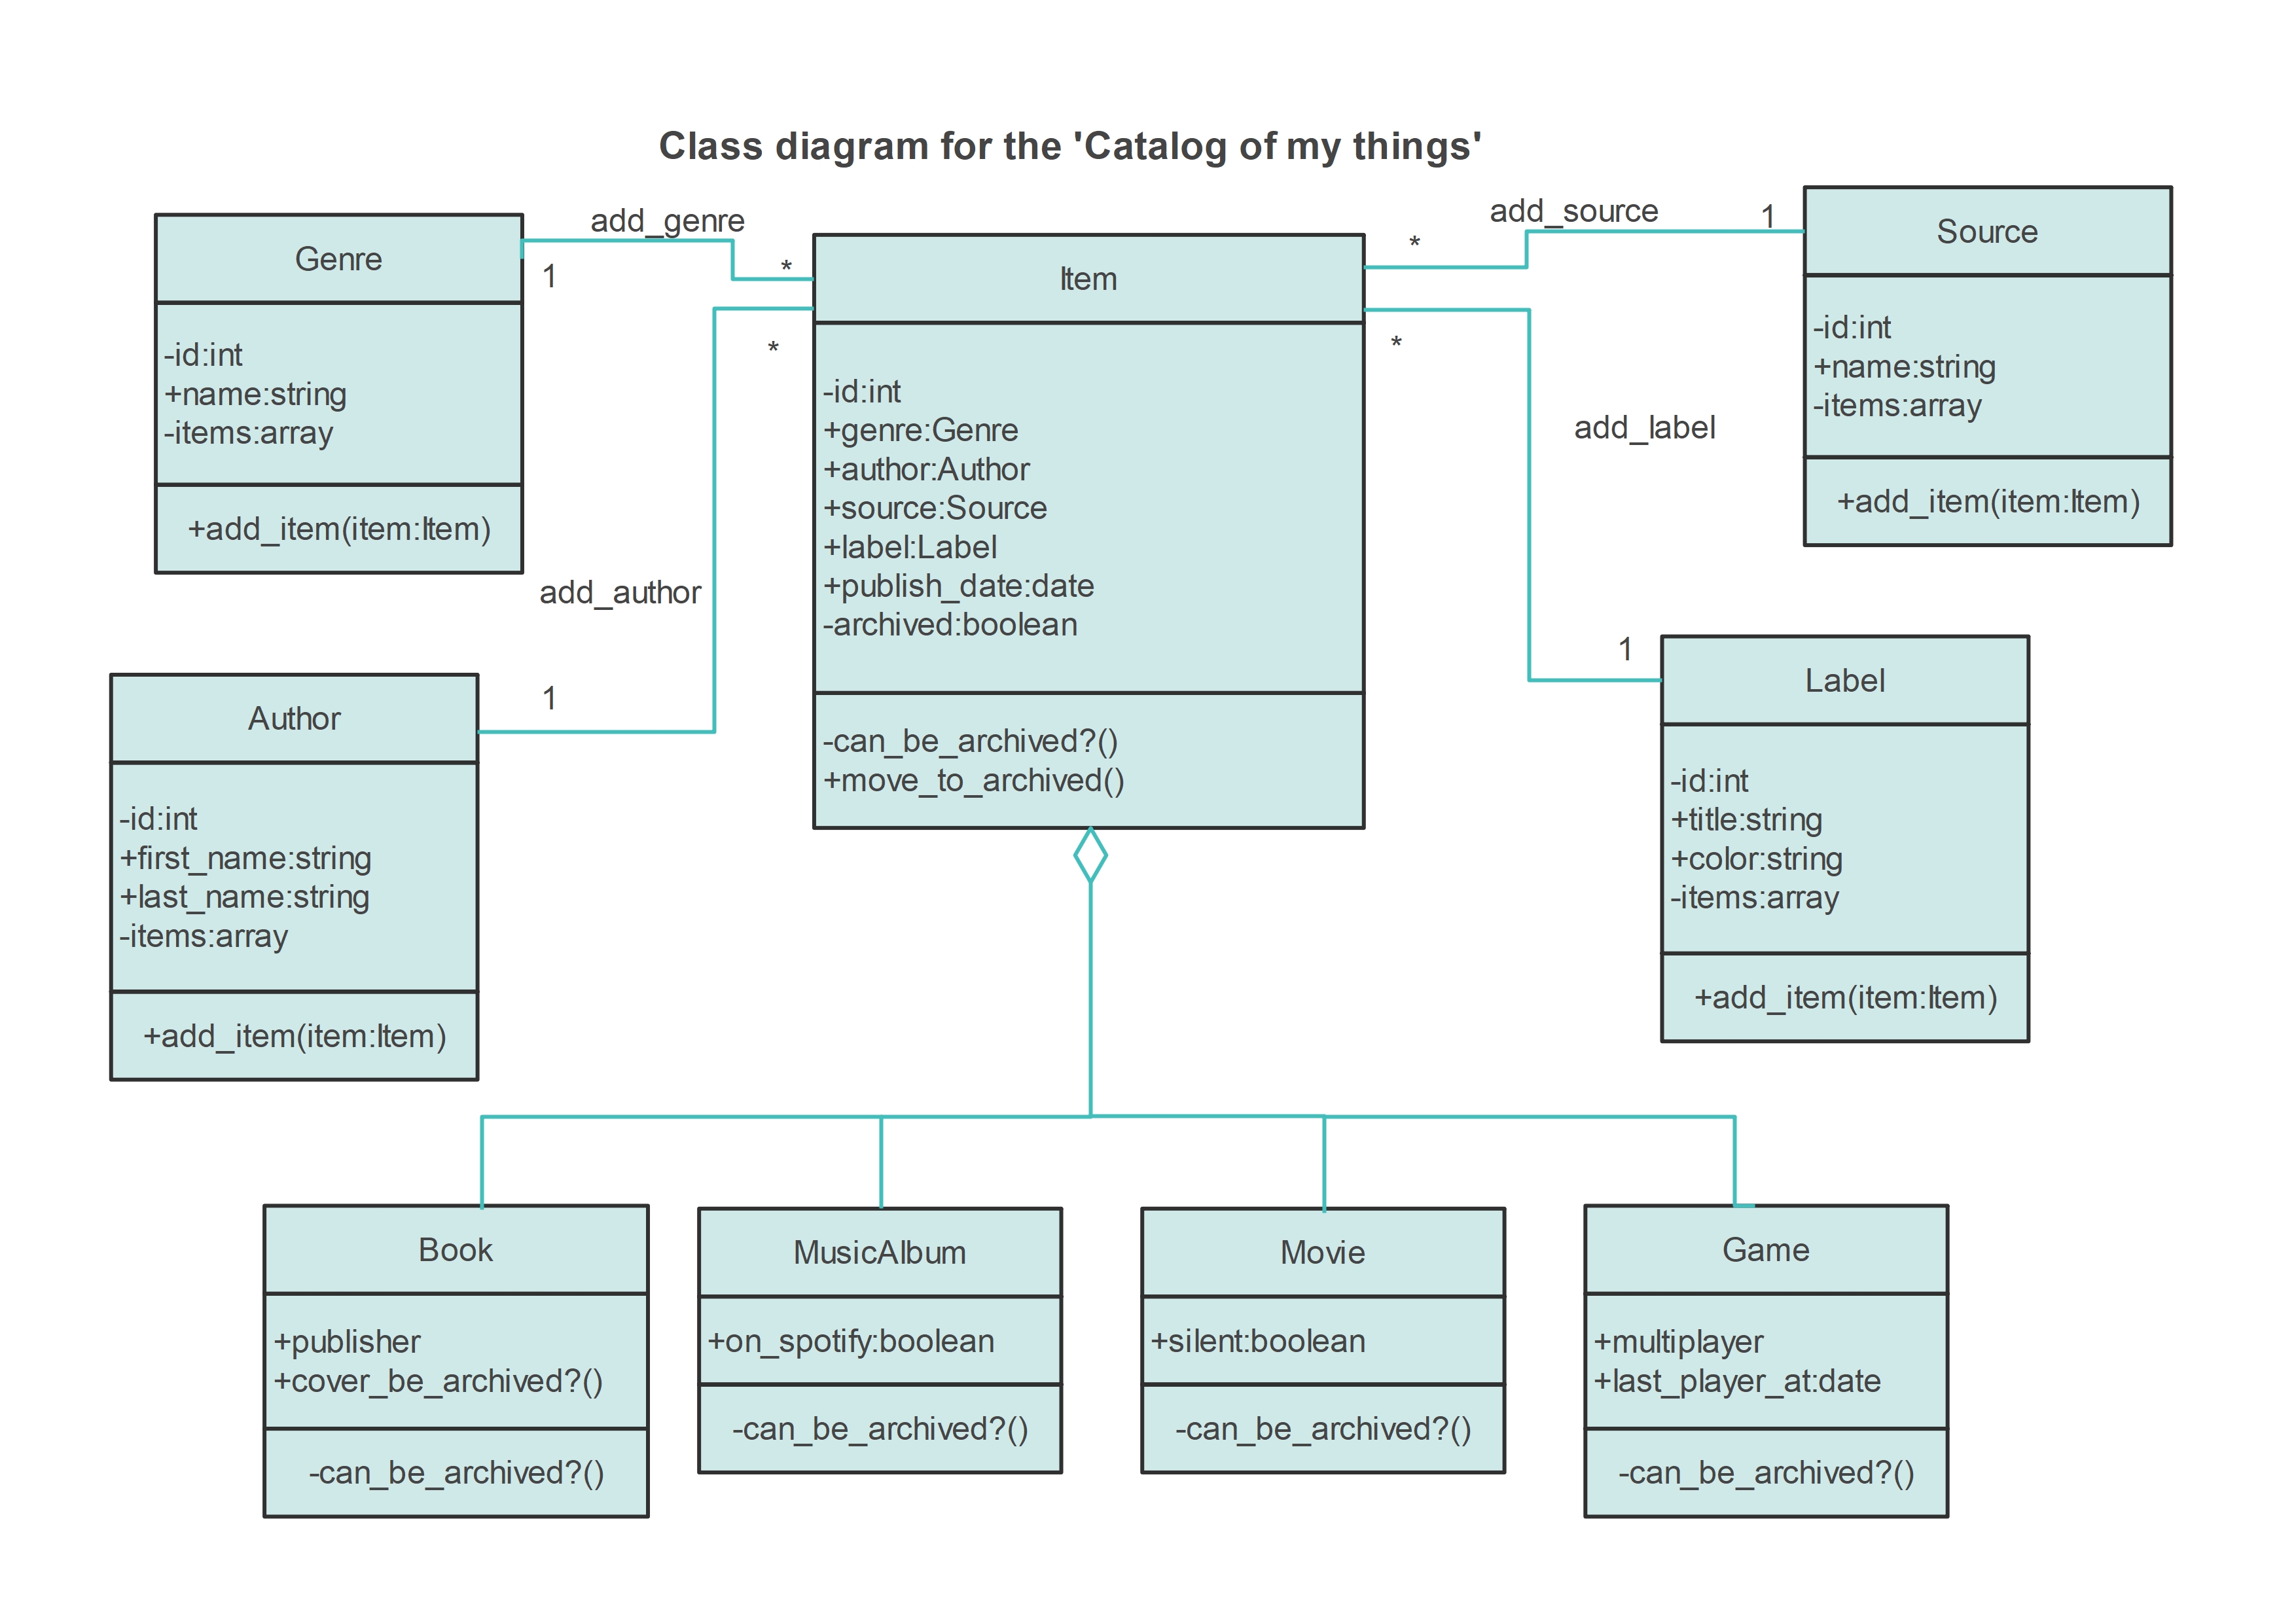 Class diagram for the 'Catalog of my things'
Genre
-id:int
+name:string
-items:array
+add_item(item:Item)
add_genre
1
*
Item
-id:int
+genre:Genre
+author:Author
+source:Source
+label:Label
+publish_date:date
-archived:boolean
-can_be_archived?()
+move_to_archived()
add_source
1
*
Source
-id:int
+name:string
-items:array
+add_item(item:Item)
*
add_author
1
Author
-id:int
+first_name:string
+last_name:string
-items:array
+add_item(item:Item)
*
add_label
1
Label
-id:int
+title:string
+color:string
-items:array
+add_item(item:Item)
Book
+publisher
+cover_be_archived?()
-can_be_archived?()
MusicAlbum
+on_spotify:boolean
-can_be_archived?()
Movie
+silent:boolean
-can_be_archived?()
Game
+multiplayer
+last_player_at:date
-can_be_archived?()